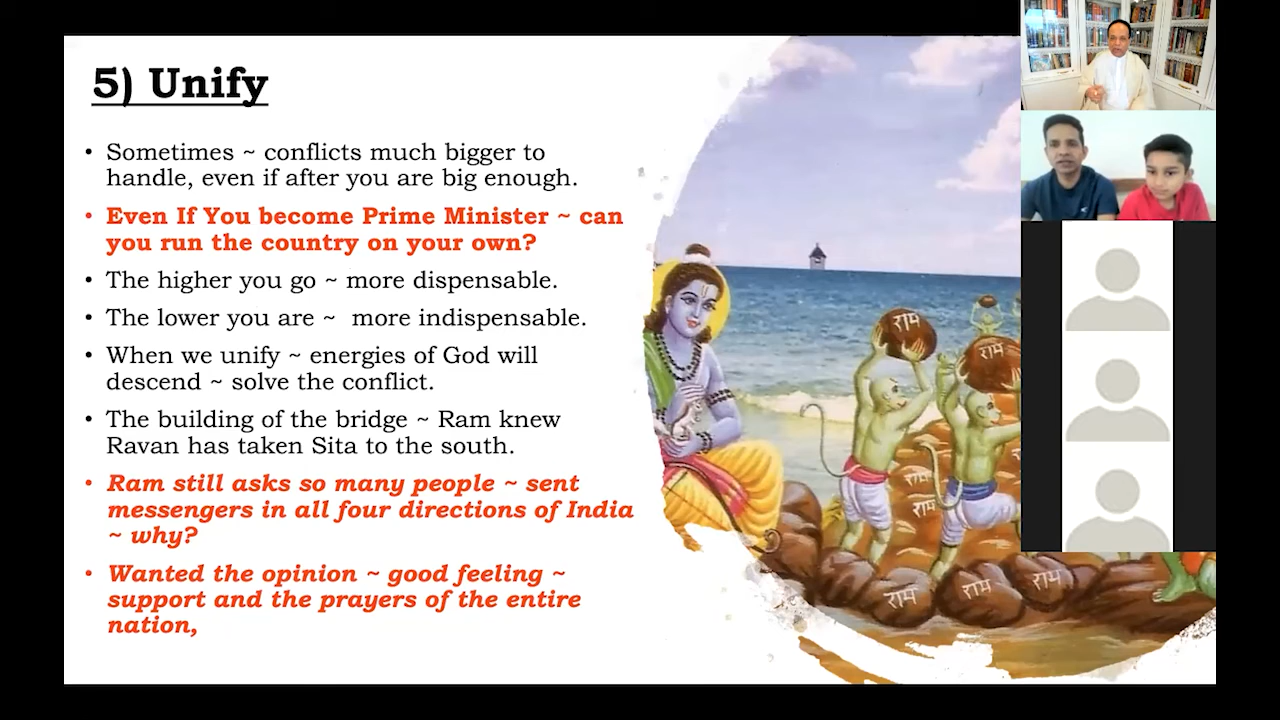 5) Unify
• Sometimes ~ conflicts much bigger to
handle, even if after you are big enough.
• Even If You become Prime Minister ~ can
you run the country on your own?
• The higher you go ~ more dispensable.
• The lower you are ~ more indispensable.
• When we unify ~ energies of God will
descend ~ solve the conflict.
• The building of the bridge ~ Ram knew
Ravan has taken Sita to the south.
• Ram still asks so many people ~ sent
messengers in all four directions of India
~ why?
• Wanted the opinion ~ good feeling ~
support and the prayers of the entire
nation,
राम
राम
राम
राम
राम
राम
राम